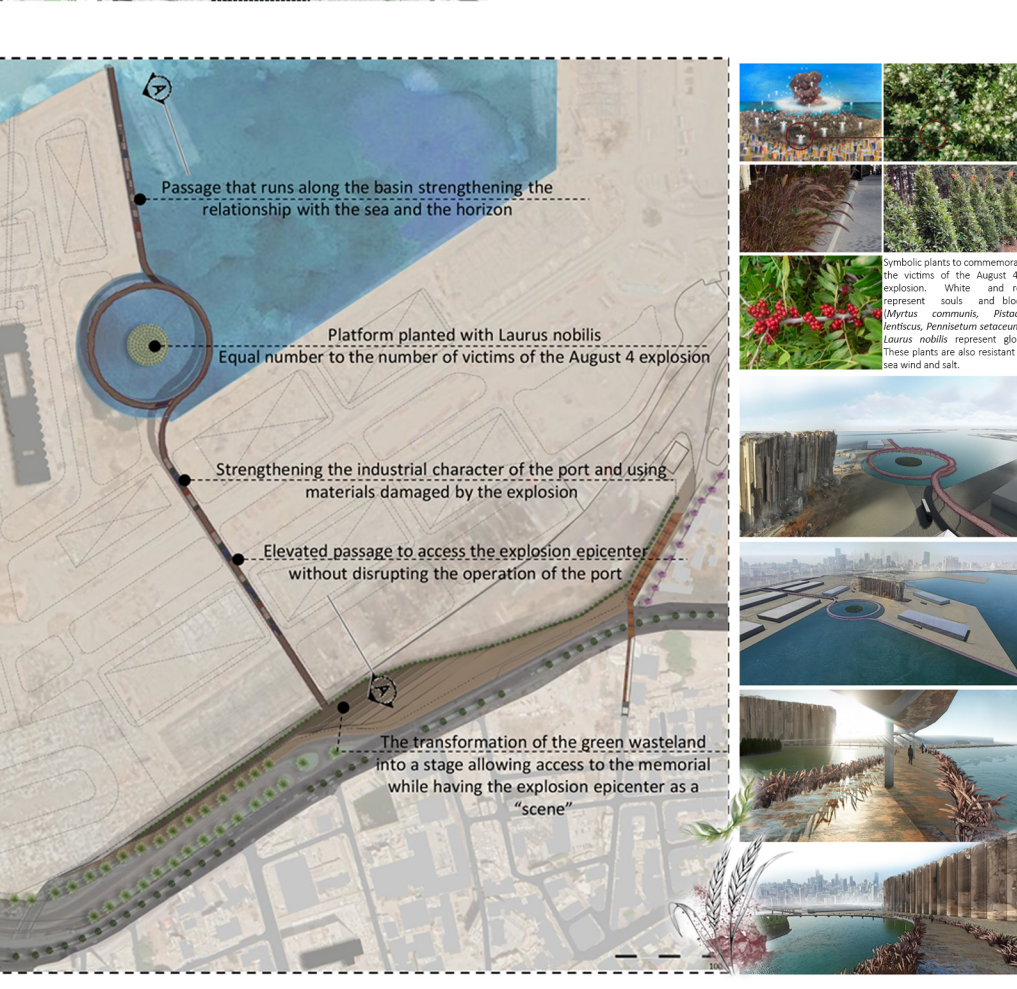 A
Passage that runs along the basin strengthening the
relationship with the sea and the horizon
Platform planted with Laurus nobilis
Equal number to the number of victims of the August 4 explosion
Strengthening the industrial character of the port and using
materials damaged by the explosion
Elevated passage to access the explosion epicenter
without disrupting the operation of the port
A
The transformation of the green wasteland
into a stage allowing access to the memorial
while having the explosion epicenter as a
“scene”
100
Symbolic plants to
the victims of the August 4
explosion. White and
represent souls and
(Myrtus communis,
lentiscus, Pennisetum
Laurus nobilis represent
These plants are also resistant
sea wind and salt.